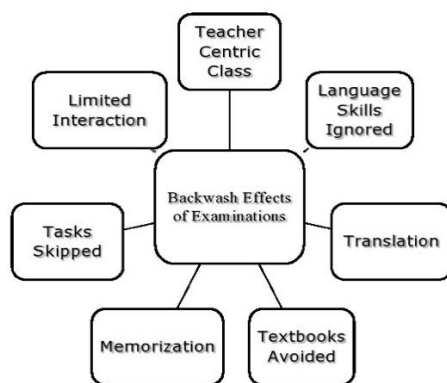 Teacher
Centric
Class
Limited
Interaction
Language
Skills
Ignored
Backwash Effects
of Examinations
Tasks
Skipped
Translation
Memorization
Textbooks
Avoided